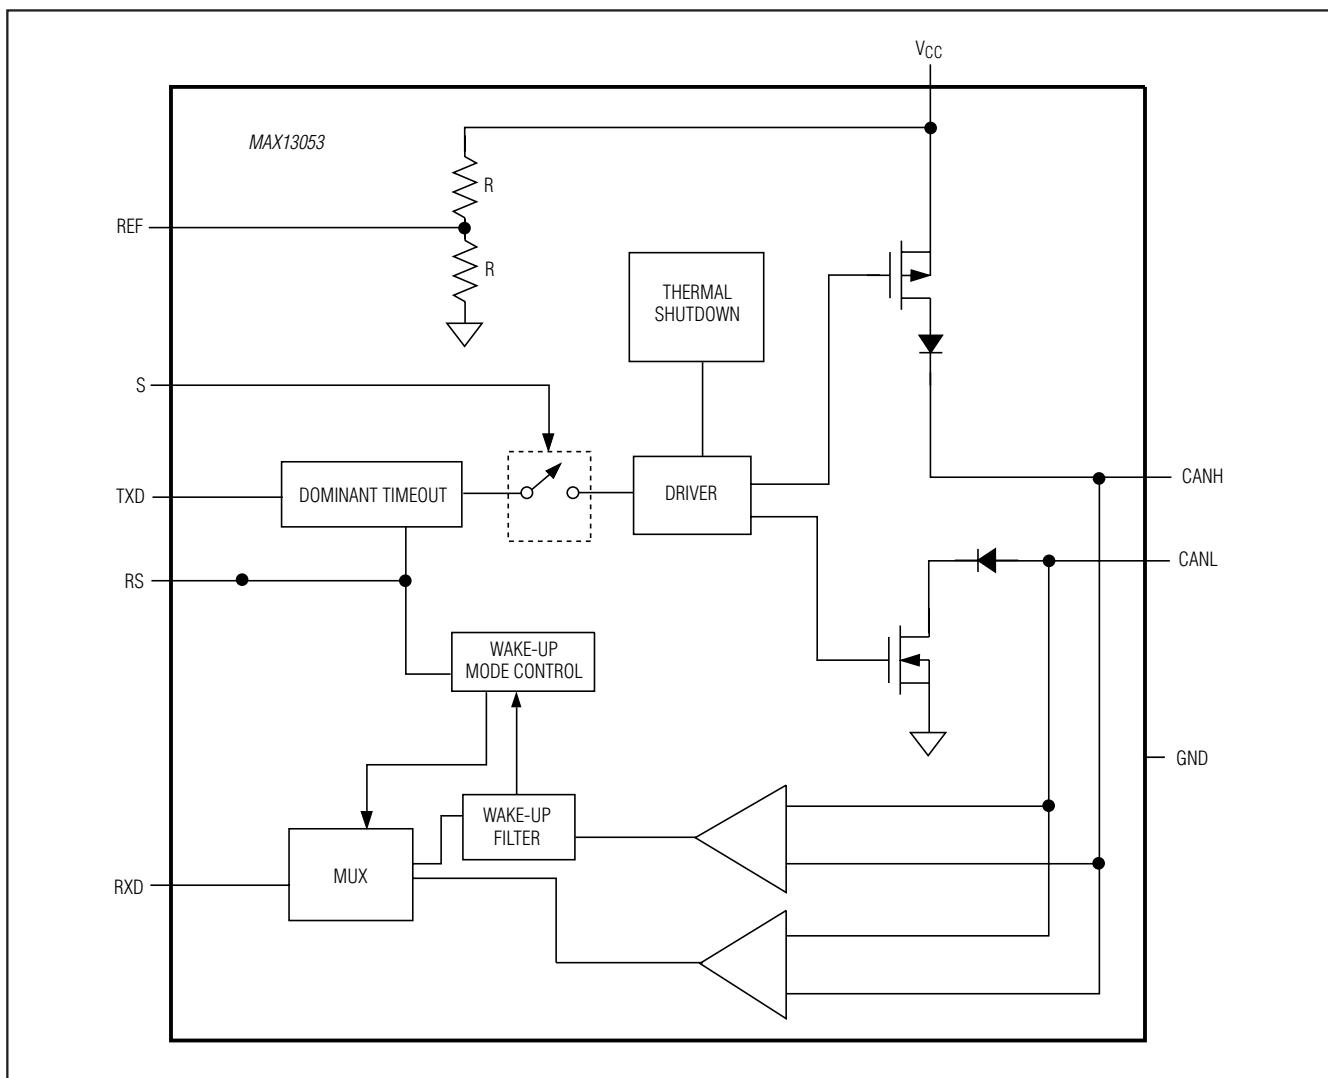 VCC
MAX13053
R
REF
R
THERMAL
SHUTDOWN
S
CANH
TXD
DOMINANT TIMEOUT
DRIVER
CANL
RS
WAKE-UP
MODE CONTROL
GND
WAKE-UP
FILTER
MUX
RXD